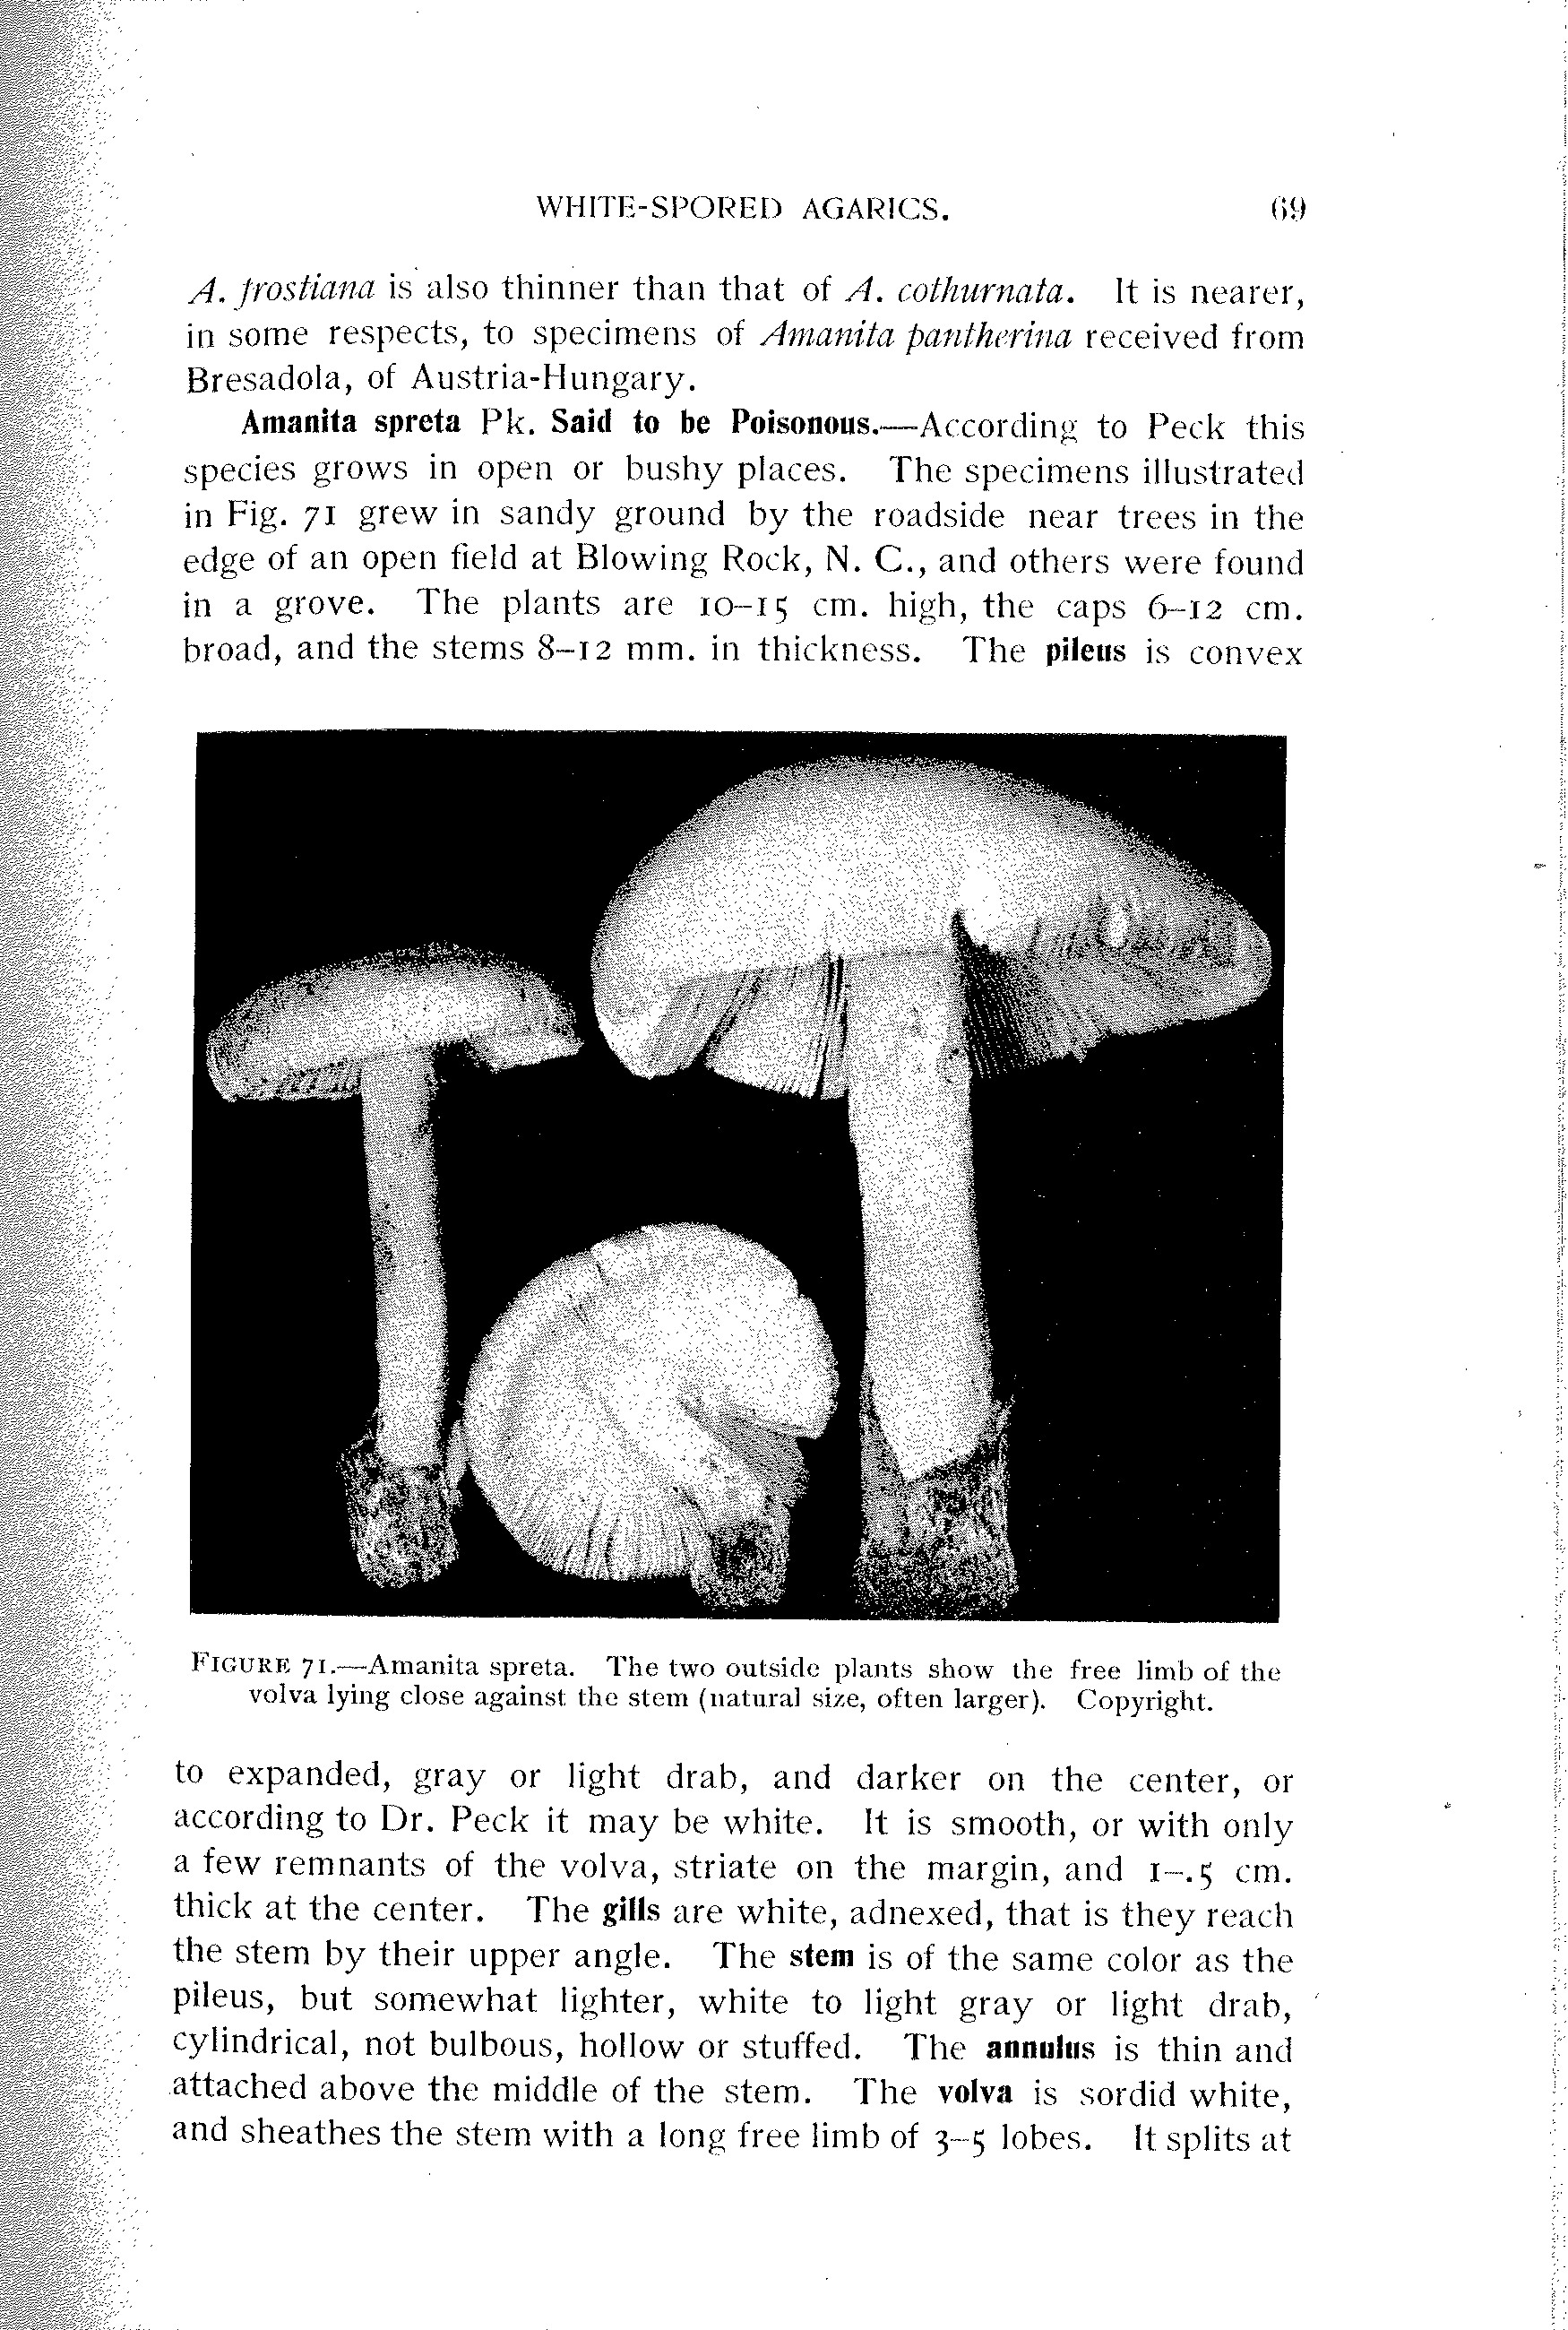 WHITE-SPORED AGARICS. 69
A. frostiana is also thinner than that of A. cothurnata. It is nearer,
in some respects, to specimens of Amanita pantherina received from
Bresadola, of Austria-Hungary.
Amanita spreta Pk. Said to be Poisonous.—According to Peck this
species grows in open or bushy places. The specimens illustrated
in Fig. 71 grew in sandy ground by the roadside near trees in the
edge of an open field at Blowing Rock, N. C., and others were found
in a grove. The plants are 10–15 cm. high, the caps 6–12 cm.
broad, and the stems 8–12 mm. in thickness. The pileus is convex
FIGURE 71.—Amanita spreta. The two outside plants show the free limb of the
volva lying close against the stem (natural size, often larger). Copyright.
to expanded, gray or light drab, and darker on the center, or
according to Dr. Peck it may be white. It is smooth, or with only
a few remnants of the volva, striate on the margin, and 1–.5 cm.
thick at the center. The gills are white, adnexed, that is they reach
the stem by their upper angle. The stem is of the same color as the
pileus, but somewhat lighter, white to light gray or light drab,
cylindrical, not bulbous, hollow or stuffed. The annulus is thin and
attached above the middle of the stem. The volva is sordid white,
and sheathes the stem with a long free limb of 3–5 lobes. It splits at